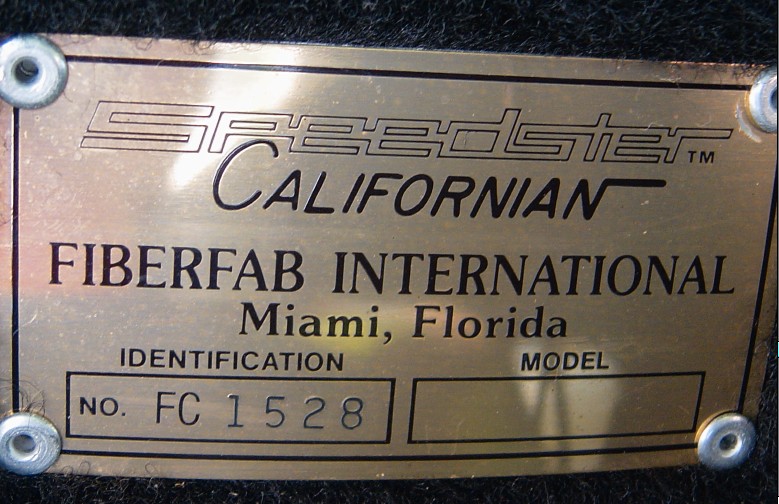 Speedster™
CALIFORNIAN
FIBERFAB INTERNATIONAL
Miami, Florida
IDENTIFICATION MODEL
NO. FC 1528